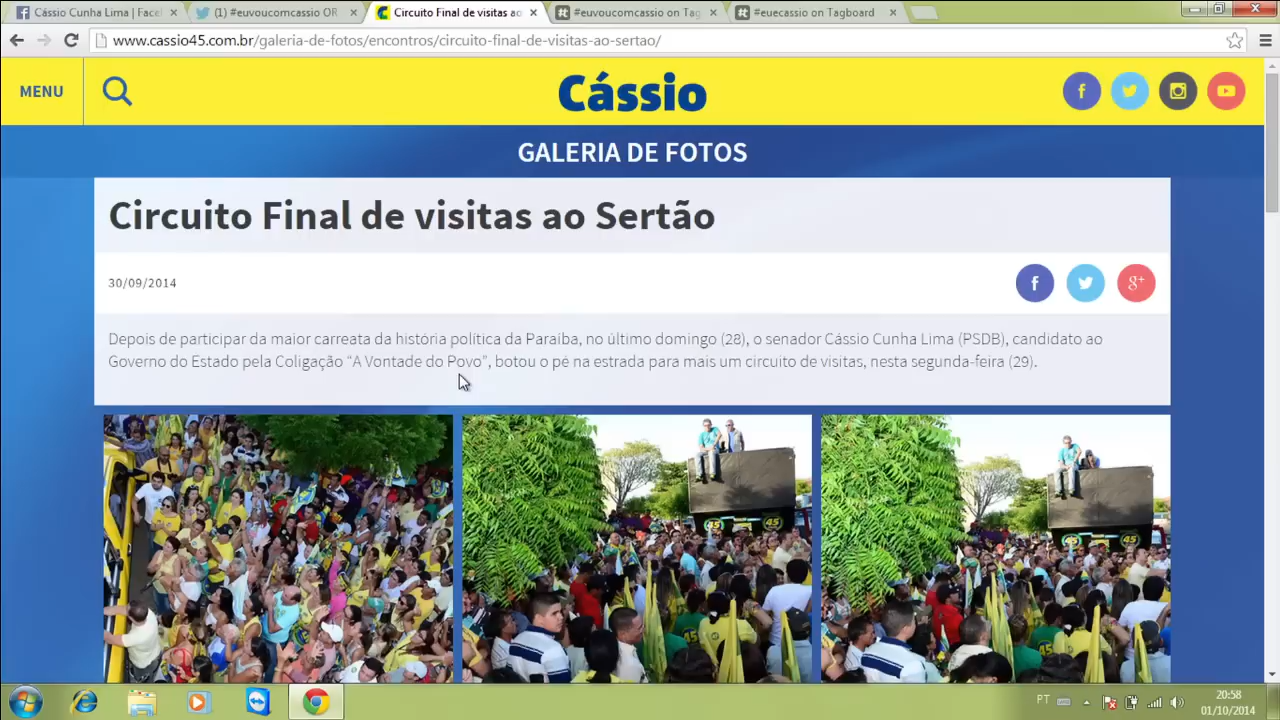 Cássio Cunha Lima | Facel
(1) #euvoucomcassio OR
Circuito Final de visitas ao
#euvoucomcassio on Tag
#euecassio on Tagboard
www.cassio45.com.br/galeria-de-fotos/encontros/circuito-final-de-visitas-ao-sertao/
MENU
Cássio
GALERIA DE FOTOS
Circuito Final de visitas ao Sertão
30/09/2014
Depois de participar da maior carreata da história política da Paraíba, no último domingo (28), o senador Cássio Cunha Lima (PSDB), candidato ao
Governo do Estado pela Coligação “A Vontade do Povo”, botou o pé na estrada para mais um circuito de visitas, nesta segunda-feira (29).
45 45
45 45
PT
20:58
01/10/2014